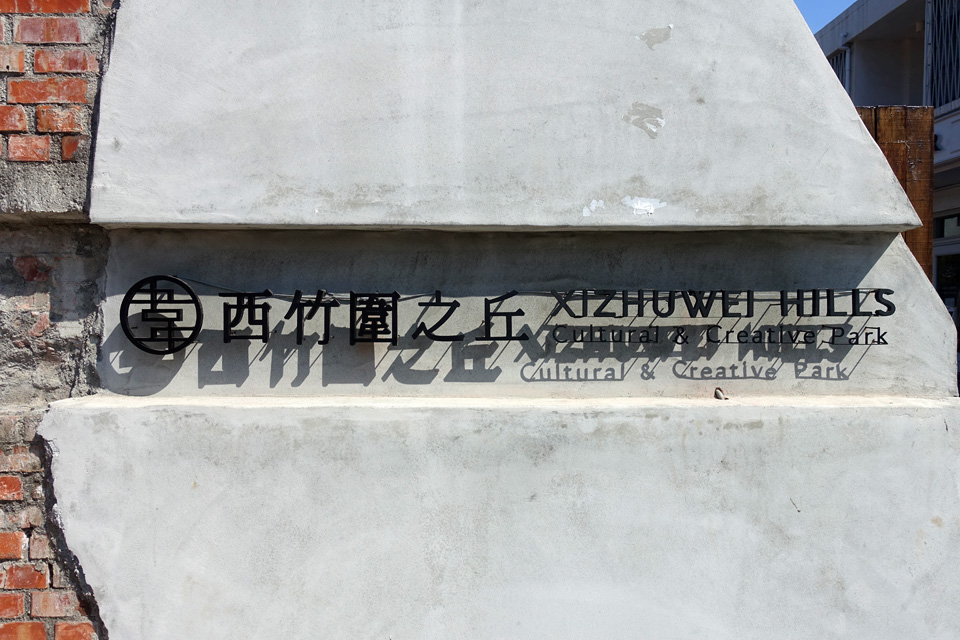 西竹圍之丘
XIZHUWEI HILLS
Cultural & Creative Park